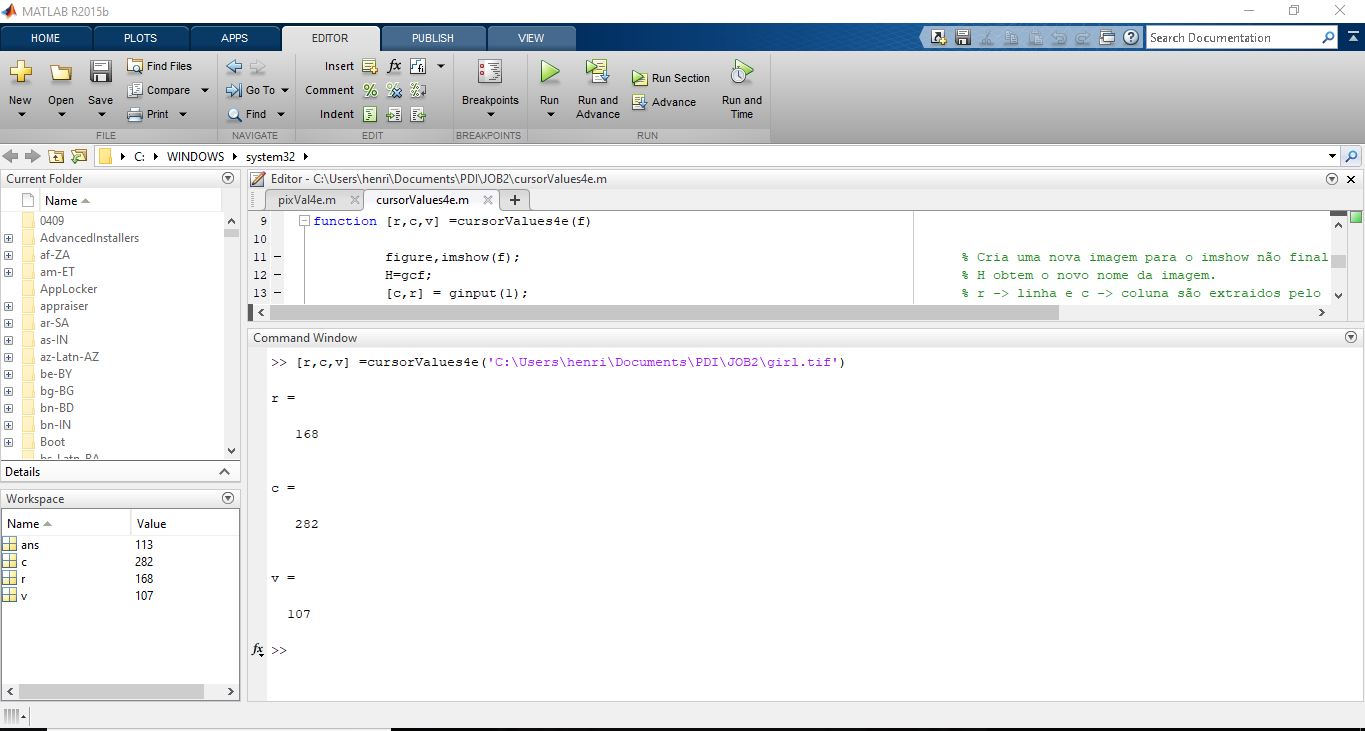 MATLAB R2015b
HOME PLOTS APPS EDITOR PUBLISH VIEW
Search Documentation
New
Open
Save
Find Files
Compare
Print
FILE
Go To
Find
NAVIGATE
Insert fx
Comment
Indent
EDIT
Breakpoints
BREAKPOINTS
Run
Run and
Advance
Run Section
Advance
Run and
Time
RUN
C: WINDOWS system32
Current Folder
Name
0409
AdvancedInstallers
af-ZA
am-ET
AppLocker
appraiser
ar-SA
as-IN
az-Latn-AZ
be-BY
bg-BG
bn-BD
bn-IN
Boot
Details
Workspace
Name Value
ans 113
c 282
r 168
v 107
Editor - C:\Users\henri\Documents\PDI\JOB2\cursorValues4e.m
pixVal4e.m cursorValues4e.m
9 function [r,c,v] =cursorValues4e(f)
10
11 – figure,imshow(f); % Cria uma nova imagem para o imshow não final
12 – H=gcf; % H obtem o novo nome da imagem.
13 – [c,r] = ginput(1); % r -> linha e c -> coluna são extraidos pelo
Command Window
>> [r,c,v] =cursorValues4e('C:\Users\henri\Documents\PDI\JOB2\girl.tif')
r =
168
c =
282
v =
107
fx >>